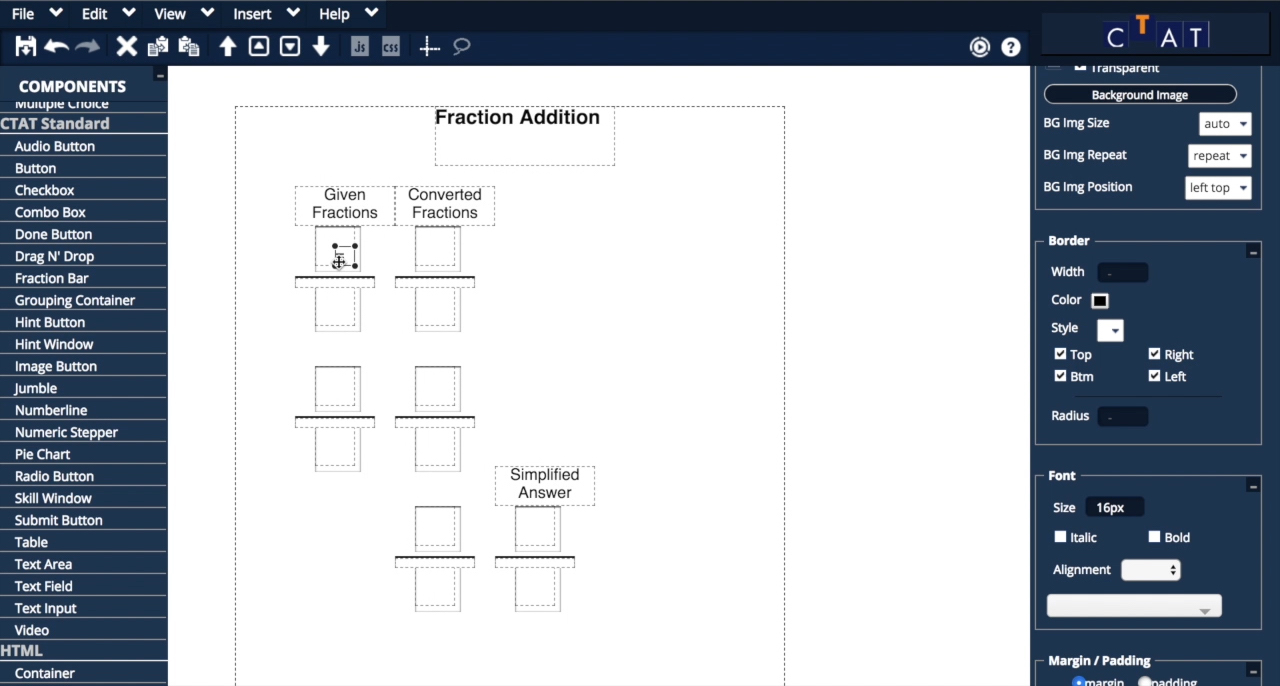 File Edit View Insert Help
Js css
CTAT
COMPONENTS
Multiple Choice
CTAT Standard
Audio Button
Button
Checkbox
Combo Box
Done Button
Drag N' Drop
Fraction Bar
Grouping Container
Hint Button
Hint Window
Image Button
Jumble
Numberline
Numeric Stepper
Pie Chart
Radio Button
Skill Window
Submit Button
Table
Text Area
Text Field
Text Input
Video
HTML
Container
Fraction Addition
Given
Fractions
Converted
Fractions
Simplified
Answer
Transparent
Background Image
BG Img Size auto
BG Img Repeat repeat
BG Img Position left top
Border
Width -
Color
Style
Top Right
Btm Left
Radius -
Font
Size 16px
Italic Bold
Alignment
Margin / Padding
margin padding